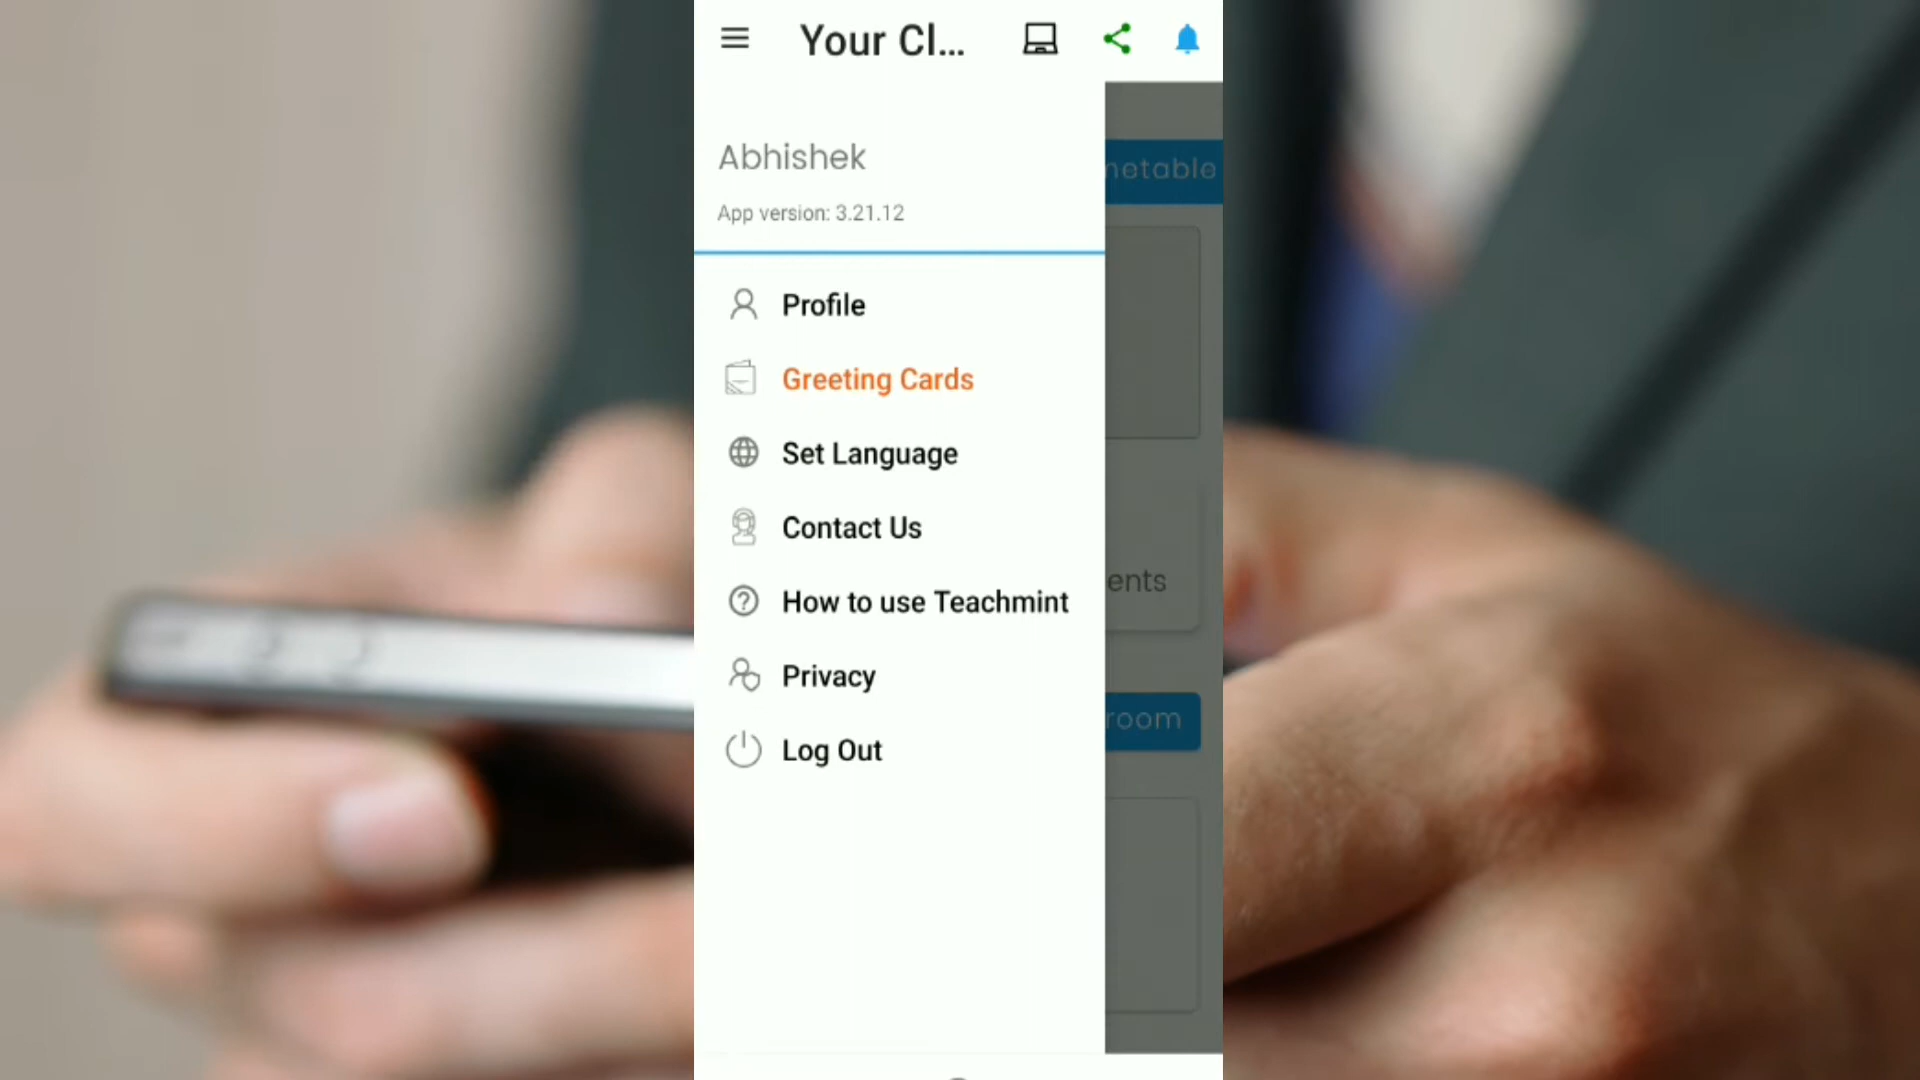 Your Cl...
Abhishek
App version: 3.21.12
Profile
Greeting Cards
Set Language
Contact Us
How to use Teachmint
Privacy
Log Out
metable
ents
room